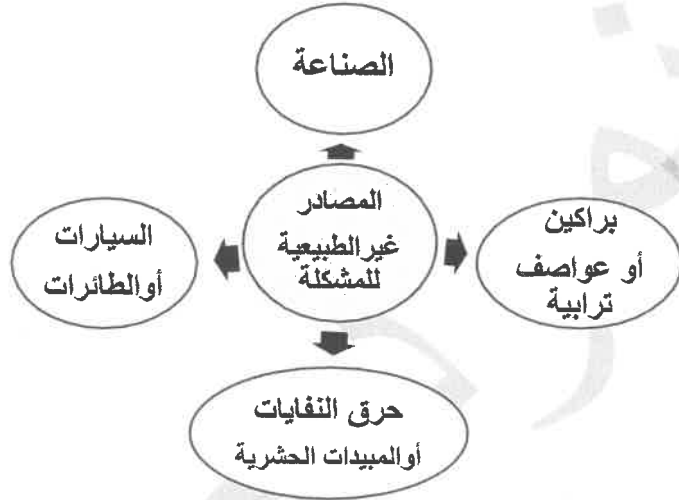 الصناعة
المصادر
غيرالطبيعية
للمشكلة
براكين
أو عواصف
ترابية
السيارات
أوالطائرات
حرق النفايات
أوالمبيدات الحشرية